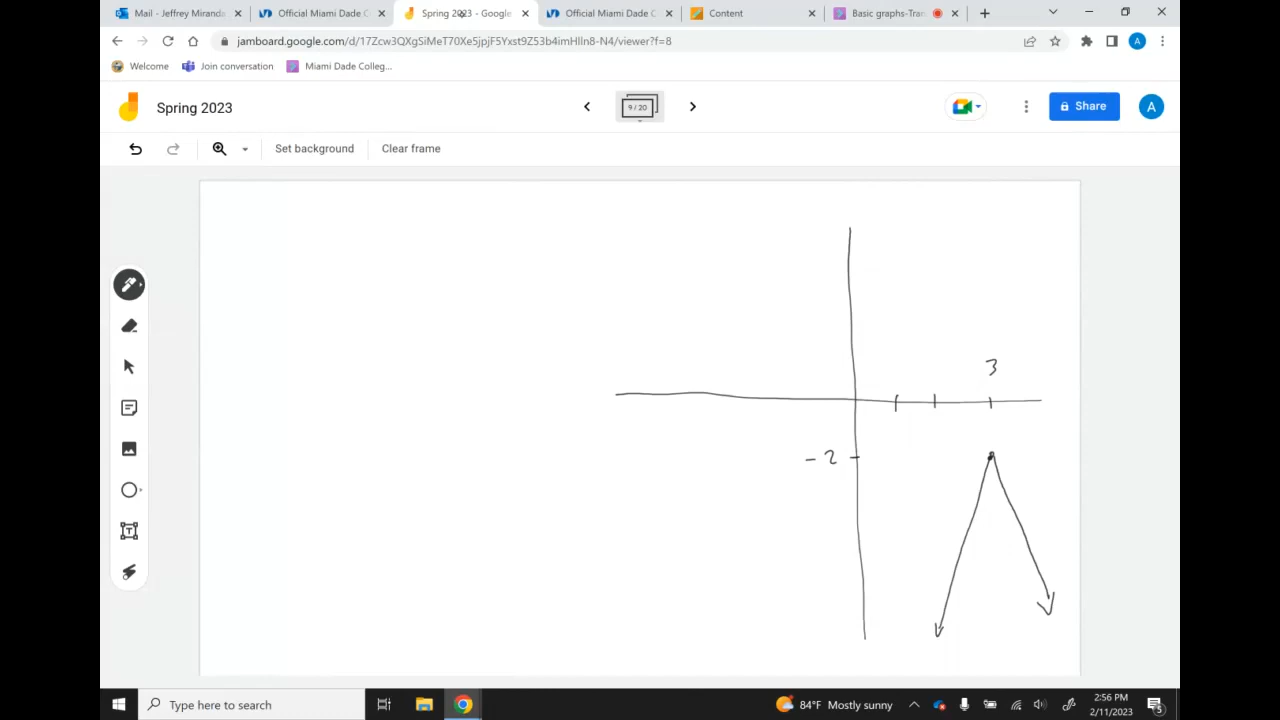 Mail - Jeffrey Miranda
Official Miami Dade C
Spring 2023 - Google
Official Miami Dade C
Content
Basic graphs-Tran
jamboard.google.com/d/17Zcw3QXgSiMeT70Xe5jpjF5Yxst9Z53b4imHlln8-N4/viewer?f=8
A
Welcome
Join conversation
Miami Dade Colleg...
Spring 2023
9 / 20
Share
A
Set background
Clear frame
3
-2
Type here to search
84°F Mostly sunny
2:56 PM
2/11/2023
5